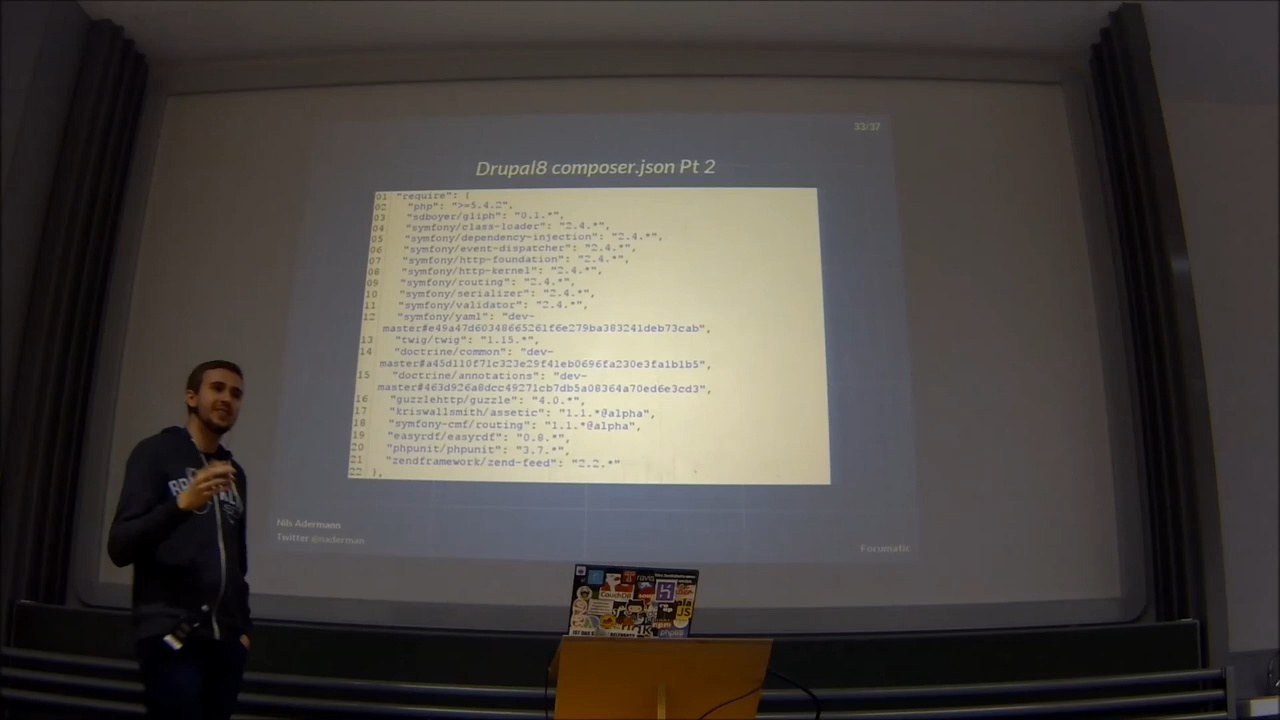 33/37
Drupal8 composer.json Pt 2
01 "require": {
02 "php": ">=5.4.2",
03 "sdboyer/gliph": "0.1.*",
04 "symfony/class-loader": "2.4.*",
05 "symfony/dependency-injection": "2.4.*",
06 "symfony/event-dispatcher": "2.4.*",
07 "symfony/http-foundation": "2.4.*",
08 "symfony/http-kernel": "2.4.*",
09 "symfony/routing": "2.4.*",
10 "symfony/serializer": "2.4.*",
11 "symfony/validator": "2.4.*",
12 "symfony/yaml": "dev-
master#e49a47d60348665261f6e279ba383241deb73cab",
13 "twig/twig": "1.15.*",
14 "doctrine/common": "dev-
master#a45d110f71c323e29f41eb0696fa230e3fa1b1b5",
15 "doctrine/annotations": "dev-
master#463d926a8dcc49271cb7db5a08364a70ed6e3cd3",
16 "guzzlehttp/guzzle": "4.0.*",
17 "kriswallsmith/assetic": "1.1.*@alpha",
18 "symfony-cmf/routing": "1.1.*@alpha",
19 "easyrdf/easyrdf": "0.8.*",
20 "phpunit/phpunit": "3.7.*",
21 "zendframework/zend-feed": "2.2.*"
22 },
Nils Adermann
Twitter @naderman
Forumatic
CouchDB
JS
npm